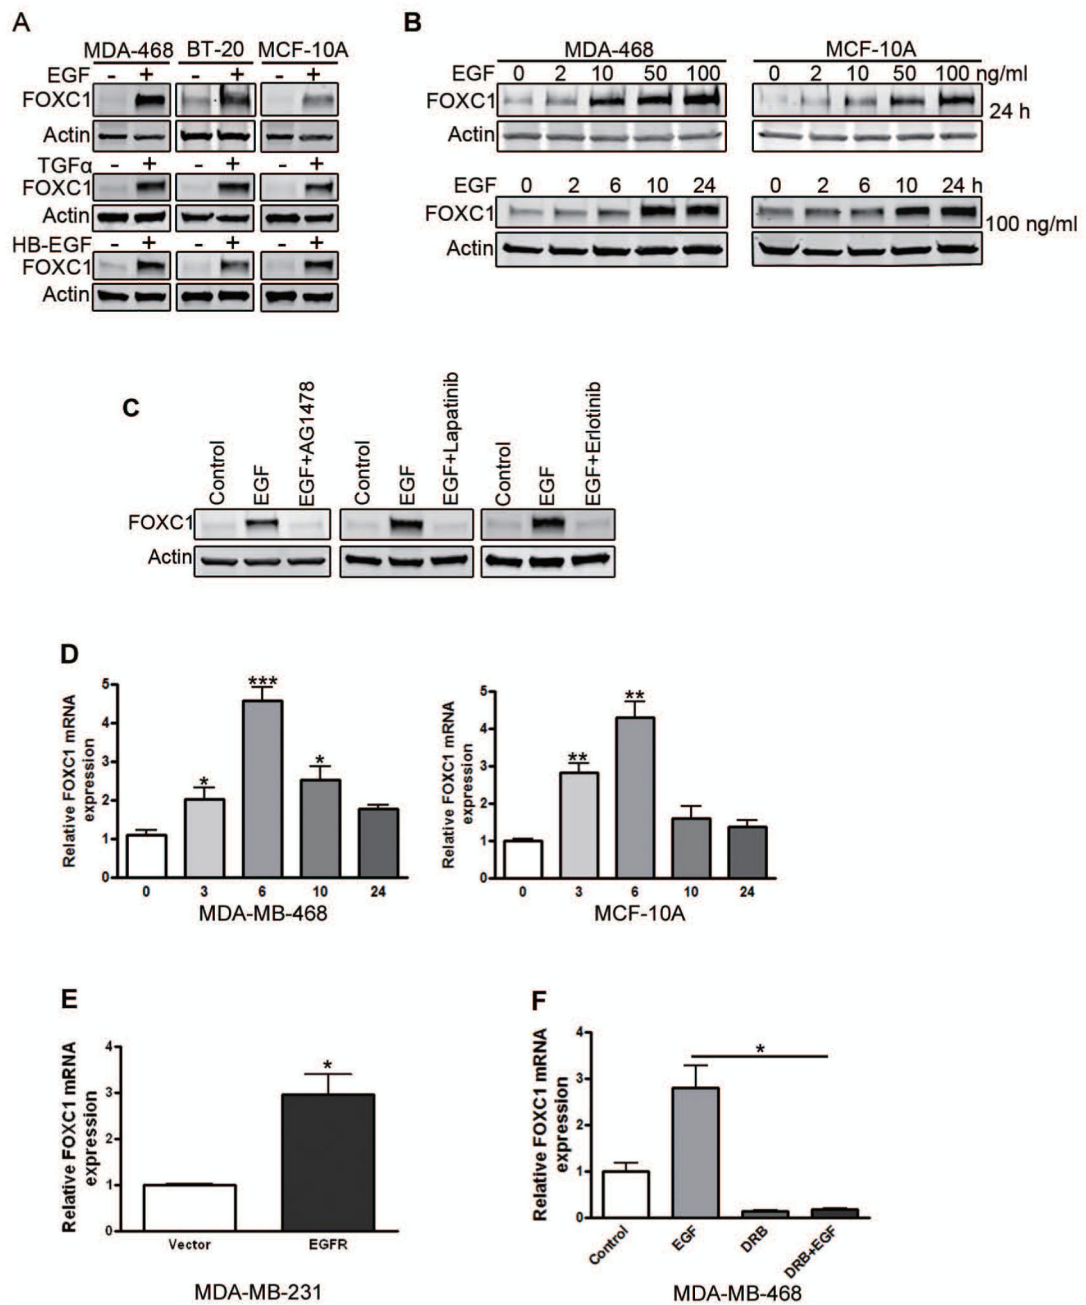 A
MDA-468 BT-20 MCF-10A
EGF - + - + - +
FOXC1
Actin
TGFα - + - + - +
FOXC1
Actin
HB-EGF - + - + - +
FOXC1
Actin
B
MDA-468 MCF-10A
EGF 0 2 10 50 100 0 2 10 50 100 ng/ml
FOXC1
24 h
Actin
EGF 0 2 6 10 24 0 2 6 10 24 h
FOXC1
100 ng/ml
Actin
C
Control EGF EGF+AG1478 Control EGF EGF+Lapatinib Control EGF EGF+Erlotinib
FOXC1
Actin
D
Relative FOXC1 mRNA
expression
5
4
3
2
1
0
* *** *
0 3 6 10 24
MDA-MB-468
Relative FOXC1 mRNA
expression
5
4
3
2
1
0
** **
0 3 6 10 24
MCF-10A
E
Relative FOXC1 mRNA
expression
4
3
2
1
0
*
Vector EGFR
MDA-MB-231
F
Relative FOXC1 mRNA
expression
4
3
2
1
0
*
Control EGF DRB DRB+EGF
MDA-MB-468